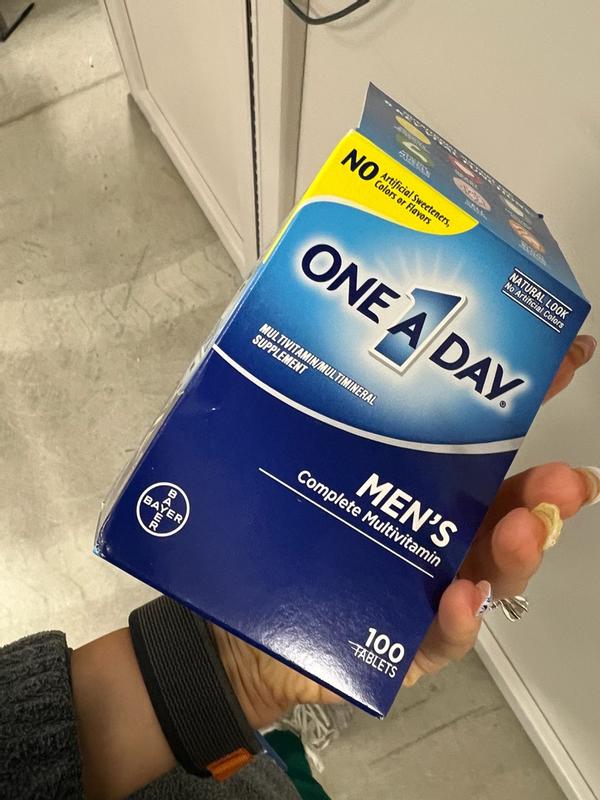 NO Artificial Sweeteners,
Colors or Flavors
NATURAL LOOK
No Artificial Colors
ONE A DAY®
1
MULTIVITAMIN/MULTIMINERAL
SUPPLEMENT
MEN'S
Complete Multivitamin
BAYER
BAYER
100
TABLETS